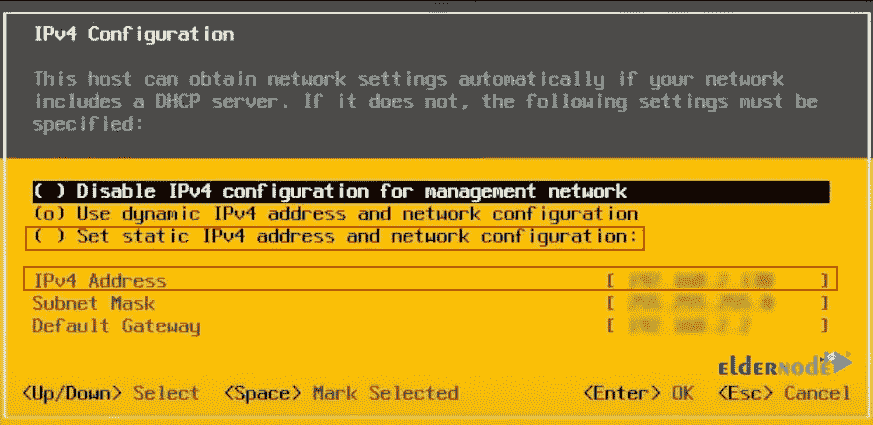 IPv4 Configuration
This host can obtain network settings automatically if your network
includes a DHCP server. If it does not, the following settings must be
specified:
( ) Disable IPv4 configuration for management network
(o) Use dynamic IPv4 address and network configuration
( ) Set static IPv4 address and network configuration:
IPv4 Address [ ]
Subnet Mask [ ]
Default Gateway [ ]
ELDERNODE
<Up/Down> Select <Space> Mark Selected <Enter> OK <Esc> Cancel